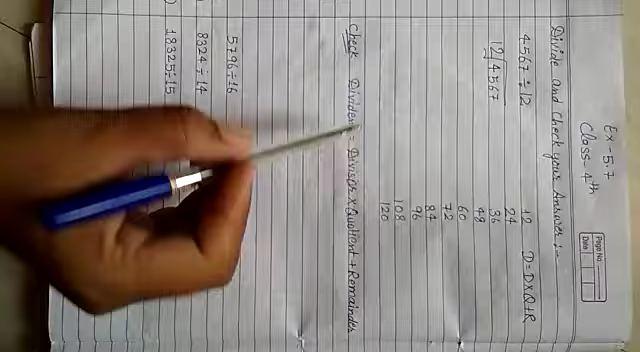 Ex-5.7
Class-4th
Page No.
Date
Divide and Check your Answer :-
4567 ÷ 12
12 D = D×Q+R
24
12 4567
36
48
60
72
84
96
108
120
Check Dividend = Divisor × Quotient + Remainder
5796÷16
8324÷14
18325÷15